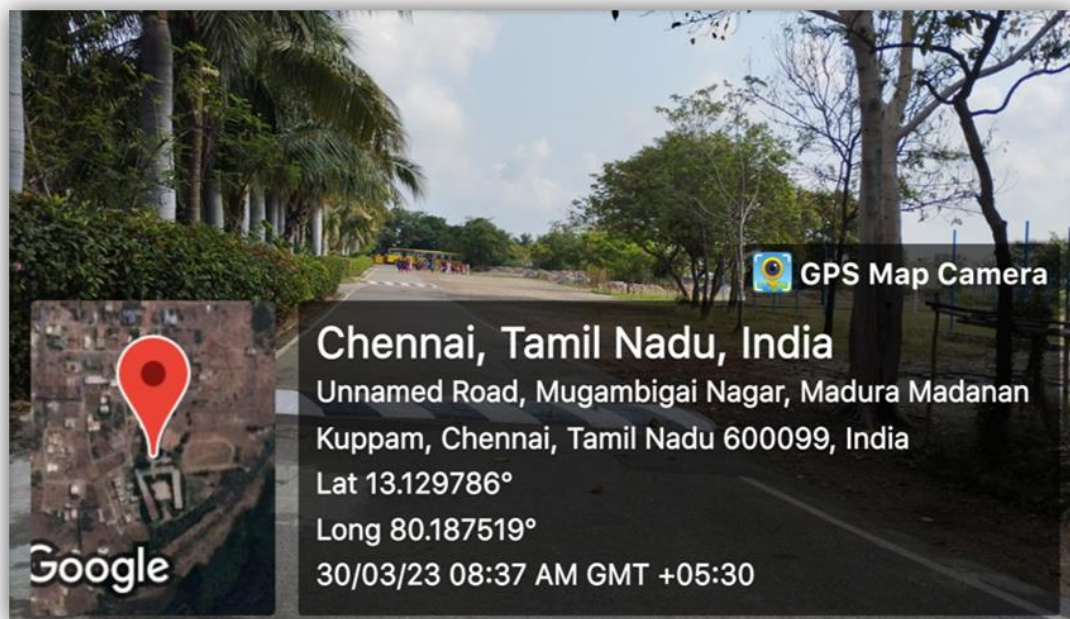 GPS Map Camera
Chennai, Tamil Nadu, India
Unnamed Road, Mugambigai Nagar, Madura Madanan
Kuppam, Chennai, Tamil Nadu 600099, India
Lat 13.129786°
Long 80.187519°
30/03/23 08:37 AM GMT +05:30
Google